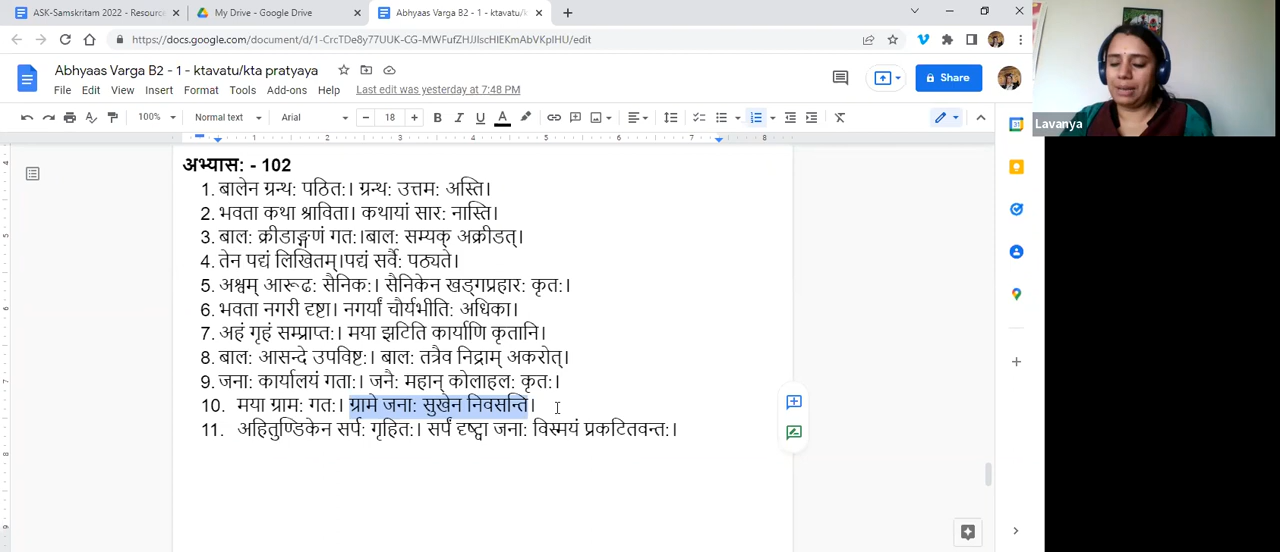 ASK-Samskritam 2022 - Resource
My Drive - Google Drive
Abhyaas Varga B2 - 1 - ktavatu/k
https://docs.google.com/document/d/1-CrcTDe8y77UUK-CG-MWFufZHJJlscHIEKmAbVKplHU/edit
Abhyaas Varga B2 - 1 - ktavatu/kta pratyaya
File Edit View Insert Format Tools Add-ons Help Last edit was yesterday at 7:48 PM
Share
100% Normal text Arial 18
अभ्यास: - 102
1. बालेन ग्रन्थ: पठित:। ग्रन्थ: उत्तम: अस्ति।
2. भवता कथा श्राविता। कथायां सार: नास्ति।
3. बाल: क्रीडाङ्गणं गत:।बाल: सम्यक् अक्रीडत्।
4. तेन पद्यं लिखितम्।पद्यं सर्वै: पठ्यते।
5. अश्वम् आरूढ: सैनिक:। सैनिकेन खड्गप्रहार: कृत:।
6. भवता नगरी दृष्टा। नगर्यां चौर्यभीति: अधिका।
7. अहं गृहं सम्प्राप्त:। मया झटिति कार्याणि कृतानि।
8. बाल: आसन्दे उपविष्ट:। बाल: तत्रैव निद्राम् अकरोत्।
9. जना: कार्यालयं गता:। जनै: महान् कोलाहल: कृत:।
10. मया ग्राम: गत:। ग्रामे जना: सुखेन निवसन्ति।
11. अहितुण्डिकेन सर्प: गृहित:। सर्पं दृष्ट्वा जना: विस्मयं प्रकटितवन्त:।
Lavanya